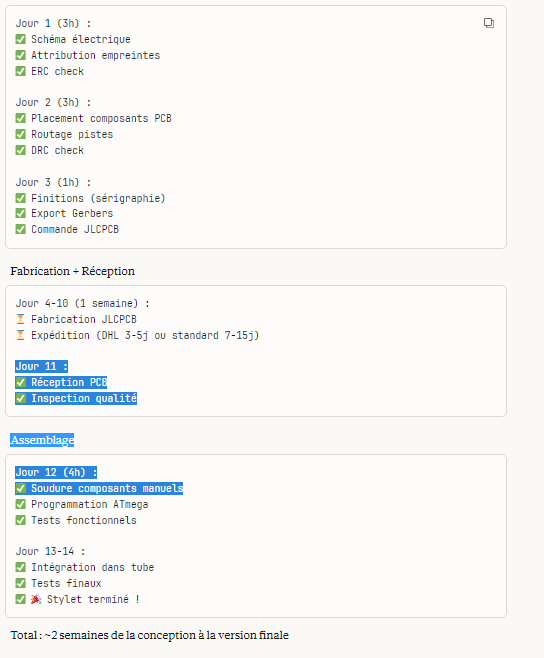 Jour 1 (3h) :
✅ Schéma électrique
✅ Attribution empreintes
✅ ERC check
Jour 2 (3h) :
✅ Placement composants PCB
✅ Routage pistes
✅ DRC check
Jour 3 (1h) :
✅ Finitions (sérigraphie)
✅ Export Gerbers
✅ Commande JLCPCB
Fabrication + Réception
Jour 4-10 (1 semaine) :
⏳ Fabrication JLCPCB
⏳ Expédition (DHL 3-5j ou standard 7-15j)
Jour 11 :
✅ Réception PCB
✅ Inspection qualité
Assemblage
Jour 12 (4h) :
✅ Soudure composants manuels
✅ Programmation ATmega
✅ Tests fonctionnels
Jour 13-14 :
✅ Intégration dans tube
✅ Tests finaux
✅ 🎉 Stylet terminé !
Total : ~2 semaines de la conception à la version finale